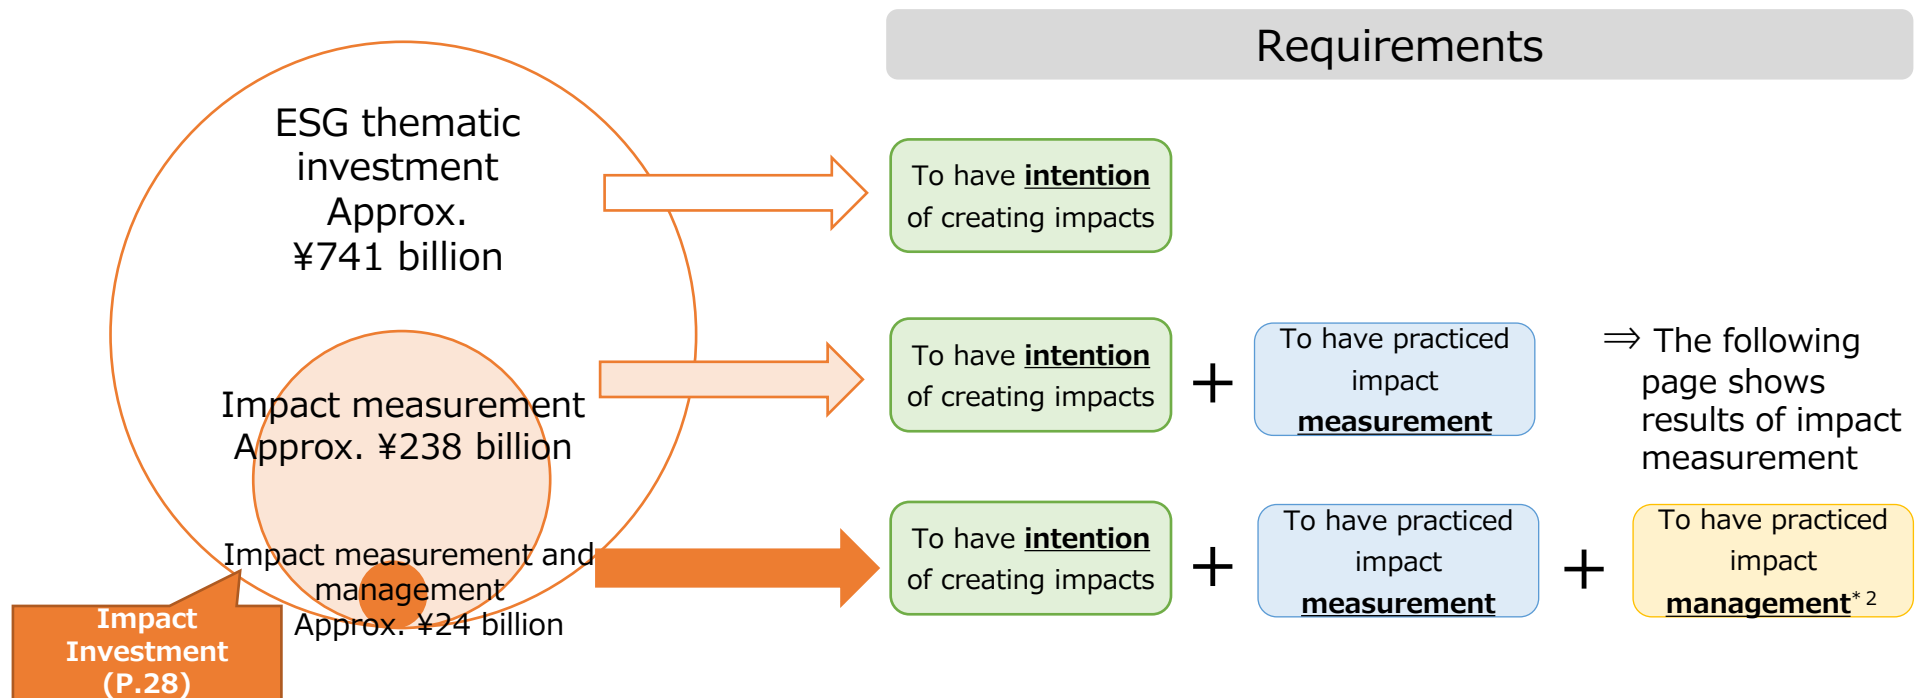 Requirements
ESG thematic
investment
Approx.
¥741 billion
To have intention
of creating impacts
Impact measurement
Approx. ¥238 billion
To have intention
of creating impacts
+
To have practiced
impact
measurement
⇒ The following
page shows
results of impact
measurement
Impact measurement and
management
Approx. ¥24 billion
To have intention
of creating impacts
+
To have practiced
impact
measurement
+
To have practiced
impact
management*2
Impact
Investment
(P.28)